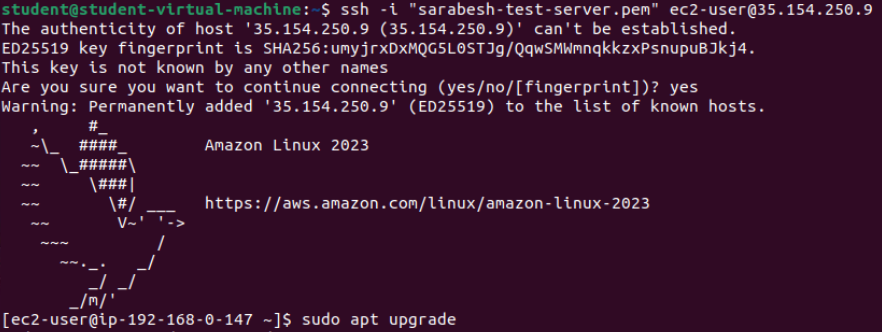 student@student-virtual-machine:~$ ssh -i "sarabesh-test-server.pem" ec2-user@35.154.250.9
The authenticity of host '35.154.250.9 (35.154.250.9)' can't be established.
ED25519 key fingerprint is SHA256:umyjrxDxMQG5L0STJg/QqwSMWmnqkkzxPsnupuBJkj4.
This key is not known by any other names
Are you sure you want to continue connecting (yes/no/[fingerprint])? yes
Warning: Permanently added '35.154.250.9' (ED25519) to the list of known hosts.
   ,     #_
   ~\_  ####_        Amazon Linux 2023
  ~~  \_#####\
  ~~     \###|
  ~~       \#/ ___   https://aws.amazon.com/linux/amazon-linux-2023
   ~~       V~' '->
    ~~~         /
      ~~._.   _/
         _/ _/
       _/m/'
[ec2-user@ip-192-168-0-147 ~]$ sudo apt upgrade